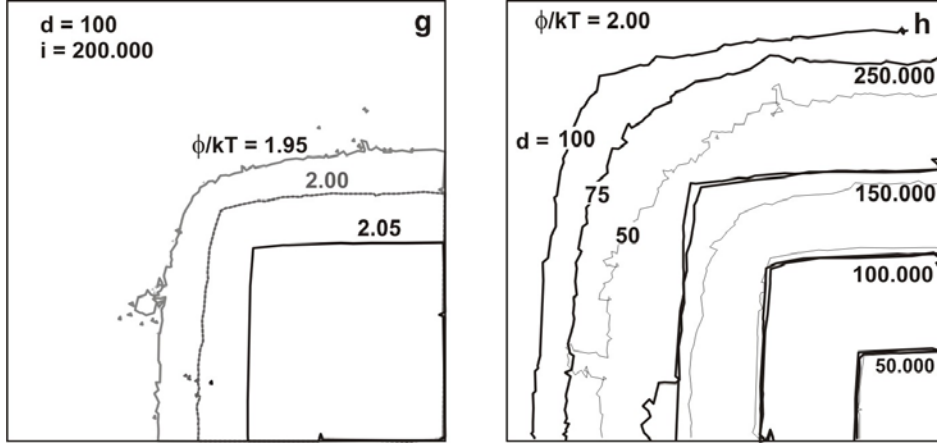 d = 100
i = 200.000
g
ϕ/kT = 1.95
2.00
2.05
ϕ/kT = 2.00
h
250.000
d = 100
75
150.000
50
100.000
50.000